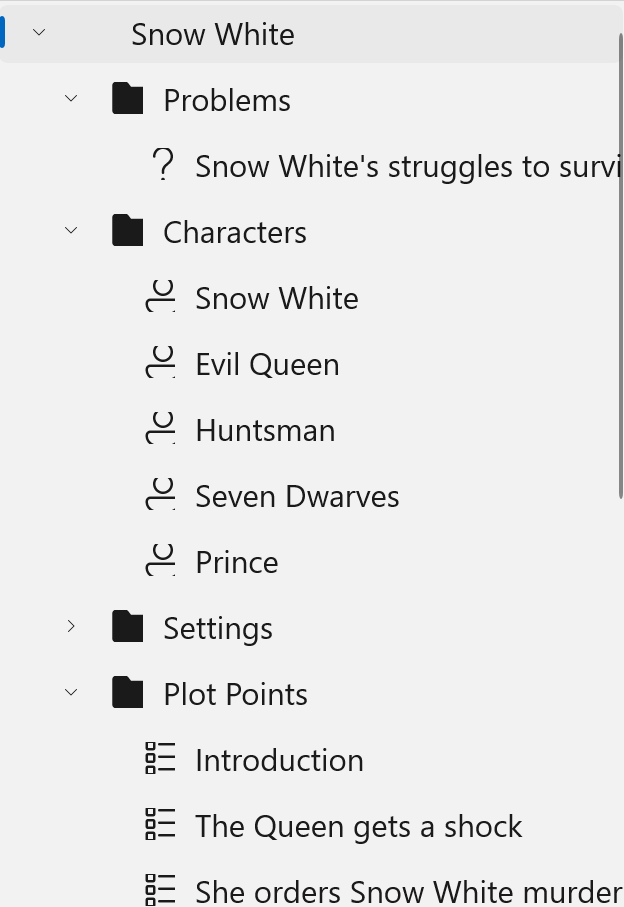 Snow White
Problems
Snow White's struggles to survi
Characters
Snow White
Evil Queen
Huntsman
Seven Dwarves
Prince
Settings
Plot Points
Introduction
The Queen gets a shock
She orders Snow White murder